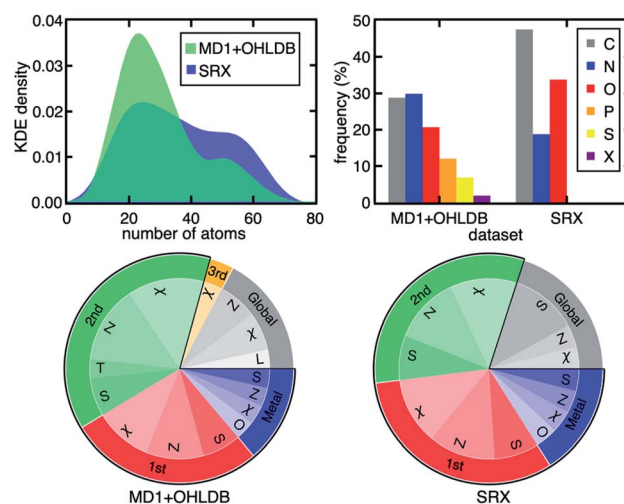 0.04
0.03
0.02
0.01
0.00
KDE density
MD1+OHLDB
SRX
0 20 40 60 80
number of atoms
50
40
30
20
10
0
frequency (%)
C
N
O
P
S
X
MD1+OHLDB SRX
dataset
3rd
χ
Global
Z
χ
L
2nd
χ
Z
T
S
Metal
S
Z
χ
O
1st
χ
Z
S
MD1+OHLDB
Global
S
Z
χ
2nd
χ
Z
S
Metal
S
Z
χ
O
1st
χ
Z
S
SRX